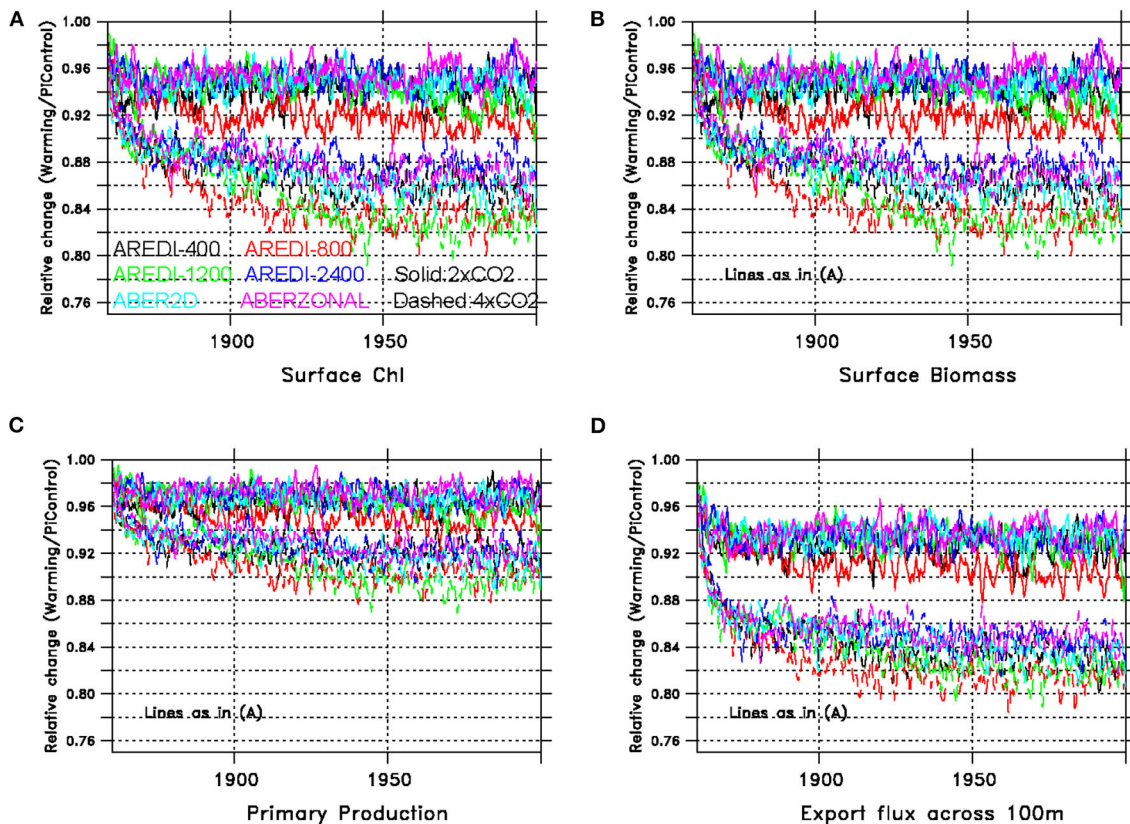 A
Relative change (Warming/PiControl)
1.00
0.96
0.92
0.88
0.84
0.80
0.76
AREDI-400 AREDI-800
AREDI-1200 AREDI-2400 Solid:2xCO2
ABER2D ABERZONAL Dashed:4xCO2
1900 1950
Surface Chl
B
Relative change (Warming/PiControl)
1.00
0.96
0.92
0.88
0.84
0.80
0.76
Lines as in (A)
1900 1950
Surface Biomass
C
Relative change (Warming/PiControl)
1.00
0.96
0.92
0.88
0.84
0.80
0.76
Lines as in (A)
1900 1950
Primary Production
D
Relative change (Warming/PiControl)
1.00
0.96
0.92
0.88
0.84
0.80
0.76
Lines as in (A)
1900 1950
Export flux across 100m